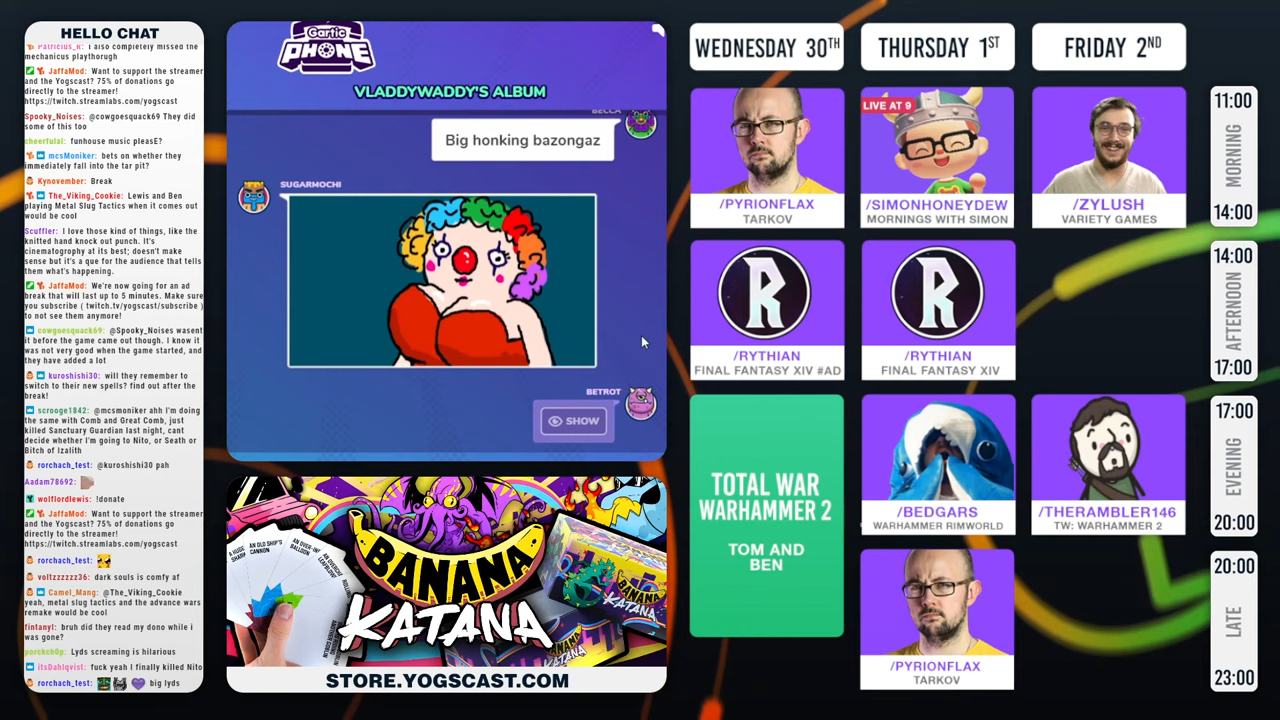 HELLO CHAT
Patricius_R: I also completely missed the
mechanicus playthorugh
JaffaMod: Want to support the streamer
and the Yogscast? 75% of donations go
directly to the streamer!
https://twitch.streamlabs.com/yogscast
Spooky_Noises: @cowgoesquack69 They did
some of this too
cheerfulal: funhouse music pleasE?
mcsMoniker: bets on whether they
immediately fall into the tar pit?
Kynovember: Break
The_Viking_Cookie: Lewis and Ben
playing Metal Slug Tactics when it comes out
would be cool
Scuffler: I love those kind of things, like the
knitted hand knock out punch. It's
cinematography at its best; doesn't make
sense but it's a que for the audience that tells
them what's happening.
JaffaMod: We're now going for an ad
break that will last up to 5 minutes. Make sure
you subscribe ( twitch.tv/yogscast/subscribe )
to not see them anymore!
cowgoesquack69: @Spooky_Noises wasent
it before the game came out though. I know it
was not very good when the game started, and
they have added a lot
kuroshishi30: will they remember to
switch to their new spells? find out after the
break!
scrooge1842: @mcsmoniker ahh I'm doing
the same with Comb and Great Comb, just
killed Sanctuary Guardian last night, cant
decide whether I'm going to Nito, or Seath or
Bitch of Izalith
rorchach_test: @kuroshishi30 pah
Aadam78692:
wolflordlewis: !donate
JaffaMod: Want to support the streamer
and the Yogscast? 75% of donations go
directly to the streamer!
https://twitch.streamlabs.com/yogscast
rorchach_test:
voltzzzzzz36: dark souls is comfy af
Camel_Mang: @The_Viking_Cookie
yeah, metal slug tactics and the advance wars
remake would be cool
fintanyl: bruh did they read my dono while i
was gone?
porckch0p: Lyds screaming is hilarious
itsDahlqvist: fuck yeah I finally killed Nito
rorchach_test: big lyds
Gartic
PHONE
VLADDYWADDY'S ALBUM
BECCA
Big honking bazongaz
SUGARMOCHI
BETROT
SHOW
A HUGE
SHARK
AN OLD SHIP'S
CANNON
BANANA
KATANA
BANANA
KATANA
STORE.YOGSCAST.COM
WEDNESDAY 30TH
THURSDAY 1ST
FRIDAY 2ND
/PYRIONFLAX
TARKOV
LIVE AT 9
/SIMONHONEYDEW
MORNINGS WITH SIMON
/ZYLUSH
VARIETY GAMES
11:00
MORNING
14:00
R
/RYTHIAN
FINAL FANTASY XIV #AD
R
/RYTHIAN
FINAL FANTASY XIV
14:00
AFTERNOON
17:00
TOTAL WAR
WARHAMMER 2
TOM AND
BEN
/BEDGARS
WARHAMMER RIMWORLD
/THERAMBLER146
TW: WARHAMMER 2
17:00
EVENING
20:00
/PYRIONFLAX
TARKOV
20:00
LATE
23:00